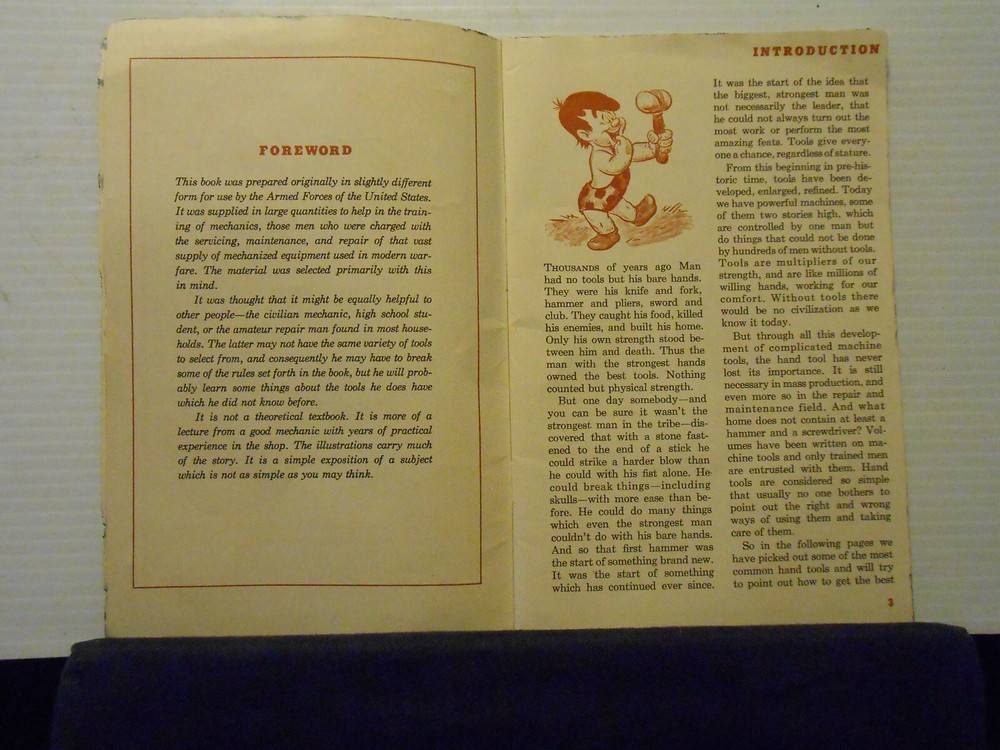 FOREWORD
This book was prepared originally in slightly different
form for use by the Armed Forces of the United States.
It was supplied in large quantities to help in the train-
ing of mechanics, those men who were charged with
the servicing, maintenance, and repair of that vast
supply of mechanized equipment used in modern war-
fare. The material was selected primarily with this
in mind.
It was thought that it might be equally helpful to
other people—the civilian mechanic, high school stu-
dent, or the amateur repair man found in most house-
holds. The latter may not have the same variety of tools
to select from, and consequently he may have to break
some of the rules set forth in the book, but he will prob-
ably learn some things about the tools he does have
which he did not know before.
It is not a theoretical textbook. It is more of a
lecture from a good mechanic with years of practical
experience in the shop. The illustrations carry much
of the story. It is a simple exposition of a subject
which is not as simple as you may think.
INTRODUCTION
THOUSANDS of years ago Man
had no tools but his bare hands.
They were his knife and fork,
hammer and pliers, sword and
club. They caught his food, killed
his enemies, and built his home.
Only his own strength stood be-
tween him and death. Thus the
man with the strongest hands
owned the best tools. Nothing
counted but physical strength.
But one day somebody—and
you can be sure it wasn't the
strongest man in the tribe—dis-
covered that with a stone fast-
ened to the end of a stick he
could strike a harder blow than
he could with his fist alone. He
could break things—including
skulls—with more ease than be-
fore. He could do many things
which even the strongest man
couldn't do with his bare hands.
And so that first hammer was
the start of something brand new.
It was the start of something
which has continued ever since.
It was the start of the idea that
the biggest, strongest man was
not necessarily the leader, that
he could not always turn out the
most work or perform the most
amazing feats. Tools give every-
one a chance, regardless of stature.
From this beginning in pre-his-
toric time, tools have been de-
veloped, enlarged, refined. Today
we have powerful machines, some
of them two stories high, which
are controlled by one man but
do things that could not be done
by hundreds of men without tools.
Tools are multipliers of our
strength, and are like millions of
willing hands, working for our
comfort. Without tools there
would be no civilization as we
know it today.
But through all this develop-
ment of complicated machine
tools, the hand tool has never
lost its importance. It is still
necessary in mass production, and
even more so in the repair and
maintenance field. And what
home does not contain at least a
hammer and a screwdriver? Vol-
umes have been written on ma-
chine tools and only trained men
are entrusted with them. Hand
tools are considered so simple
that usually no one bothers to
point out the right and wrong
ways of using them and taking
care of them.
So in the following pages we
have picked out some of the most
common hand tools and will try
to point out how to get the best
3